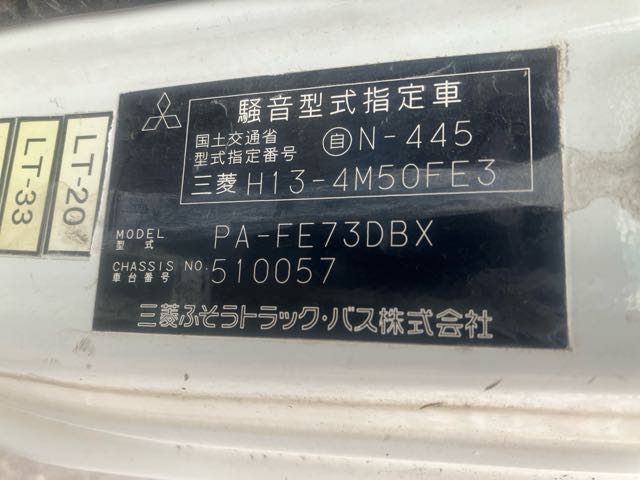 騒音型式指定車
国土交通省
型式指定番号 自N-445
三菱 H13-4M50FE3
MODEL
型式 PA-FE73DBX
CHASSIS NO.
車台番号 510057
三菱ふそうトラック・バス株式会社
LT-20
LT-33